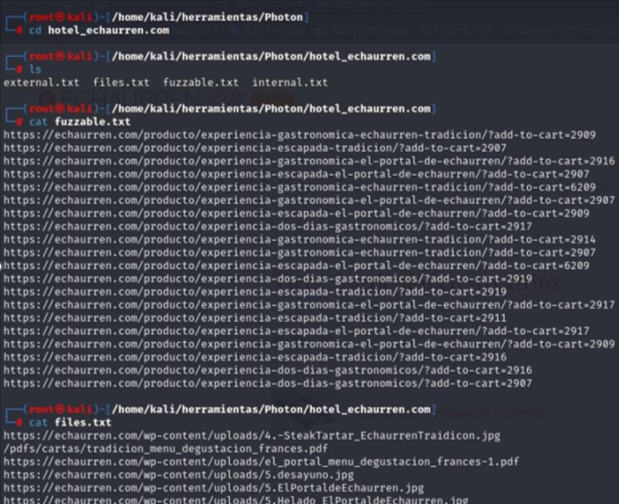 (root㉿kali)-[/home/kali/herramientas/Photon]
# cd hotel_echaurren.com
(root㉿kali)-[/home/kali/herramientas/Photon/hotel_echaurren.com]
# ls
external.txt files.txt fuzzable.txt internal.txt
(root㉿kali)-[/home/kali/herramientas/Photon/hotel_echaurren.com]
# cat fuzzable.txt
https://echaurren.com/producto/experiencia-gastronomica-echaurren-tradicion/?add-to-cart=2909
https://echaurren.com/producto/experiencia-escapada-tradicion/?add-to-cart=2907
https://echaurren.com/producto/experiencia-gastronomica-el-portal-de-echaurren/?add-to-cart=2916
https://echaurren.com/producto/experiencia-escapada-el-portal-de-echaurren/?add-to-cart=2907
https://echaurren.com/producto/experiencia-gastronomica-echaurren-tradicion/?add-to-cart=6209
https://echaurren.com/producto/experiencia-gastronomica-el-portal-de-echaurren/?add-to-cart=2907
https://echaurren.com/producto/experiencia-escapada-el-portal-de-echaurren/?add-to-cart=2909
https://echaurren.com/producto/experiencia-dos-dias-gastronomicos/?add-to-cart=2917
https://echaurren.com/producto/experiencia-gastronomica-echaurren-tradicion/?add-to-cart=2914
https://echaurren.com/producto/experiencia-gastronomica-echaurren-tradicion/?add-to-cart=2907
https://echaurren.com/producto/experiencia-escapada-el-portal-de-echaurren/?add-to-cart=6209
https://echaurren.com/producto/experiencia-dos-dias-gastronomicos/?add-to-cart=2919
https://echaurren.com/producto/experiencia-escapada-tradicion/?add-to-cart=2919
https://echaurren.com/producto/experiencia-gastronomica-el-portal-de-echaurren/?add-to-cart=2917
https://echaurren.com/producto/experiencia-escapada-tradicion/?add-to-cart=2911
https://echaurren.com/producto/experiencia-escapada-el-portal-de-echaurren/?add-to-cart=2917
https://echaurren.com/producto/experiencia-gastronomica-el-portal-de-echaurren/?add-to-cart=2909
https://echaurren.com/producto/experiencia-escapada-tradicion/?add-to-cart=2916
https://echaurren.com/producto/experiencia-dos-dias-gastronomicos/?add-to-cart=2916
https://echaurren.com/producto/experiencia-dos-dias-gastronomicos/?add-to-cart=2907
(root㉿kali)-[/home/kali/herramientas/Photon/hotel_echaurren.com]
# cat files.txt
https://echaurren.com/wp-content/uploads/4.-SteakTartar_EchaurrenTraidicon.jpg
/pdfs/cartas/tradicion_menu_degustacion_frances.pdf
https://echaurren.com/wp-content/uploads/el_portal_menu_degustacion_frances-1.pdf
https://echaurren.com/wp-content/uploads/5.desayuno.jpg
https://echaurren.com/wp-content/uploads/5.ElPortaldeEchaurren.jpg
https://echaurren.com/wp-content/uploads/5.Helado_ElPortaldeEchaurren.jpg